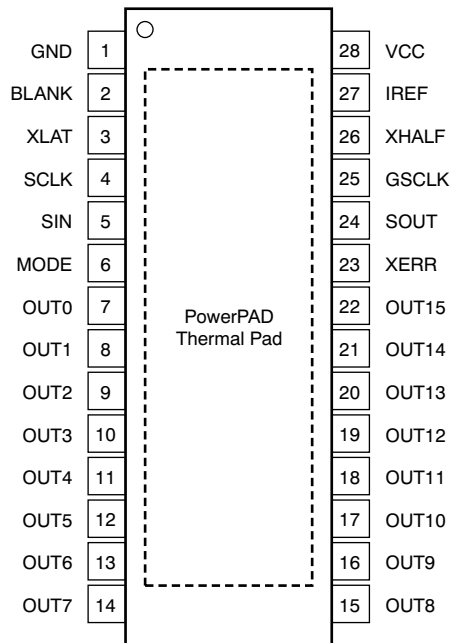 GND 1 28 VCC
BLANK 2 27 IREF
XLAT 3 26 XHALF
SCLK 4 25 GSCLK
SIN 5 24 SOUT
MODE 6 23 XERR
OUT0 7 22 OUT15
PowerPAD
Thermal Pad
OUT1 8 21 OUT14
OUT2 9 20 OUT13
OUT3 10 19 OUT12
OUT4 11 18 OUT11
OUT5 12 17 OUT10
OUT6 13 16 OUT9
OUT7 14 15 OUT8